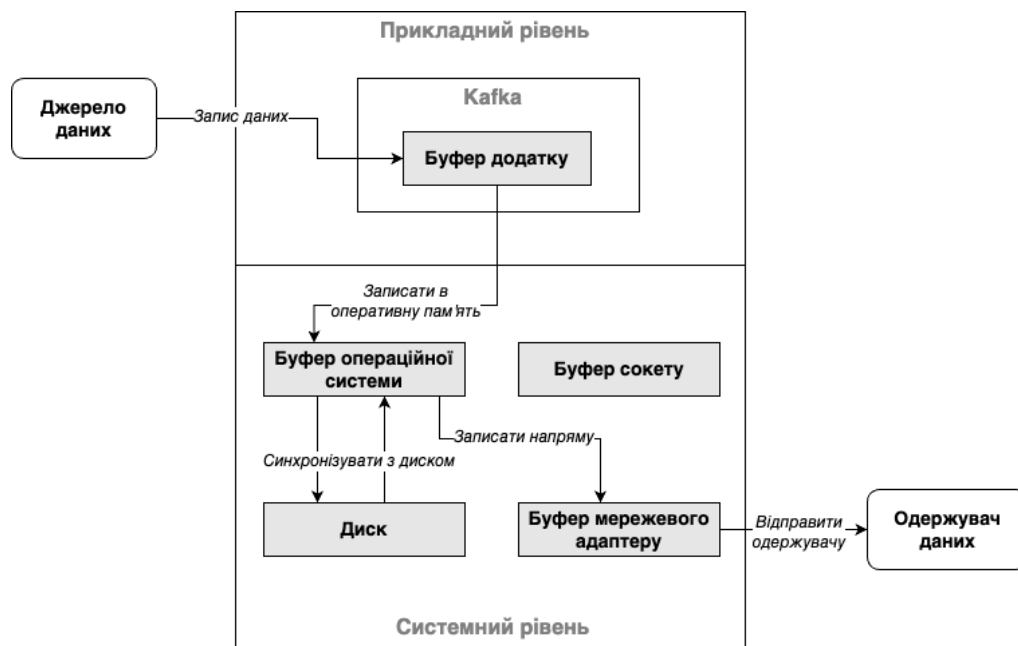 Прикладний рівень
Kafka
Джерело
даних
Запис даних
Буфер додатку
Записати в
оперативну пам'ять
Буфер операційної
системи
Буфер сокету
Записати напряму
Синхронізувати з диском
Диск
Буфер мережевого
адаптеру
Відправити
одержувачу
Одержувач
даних
Системний рівень